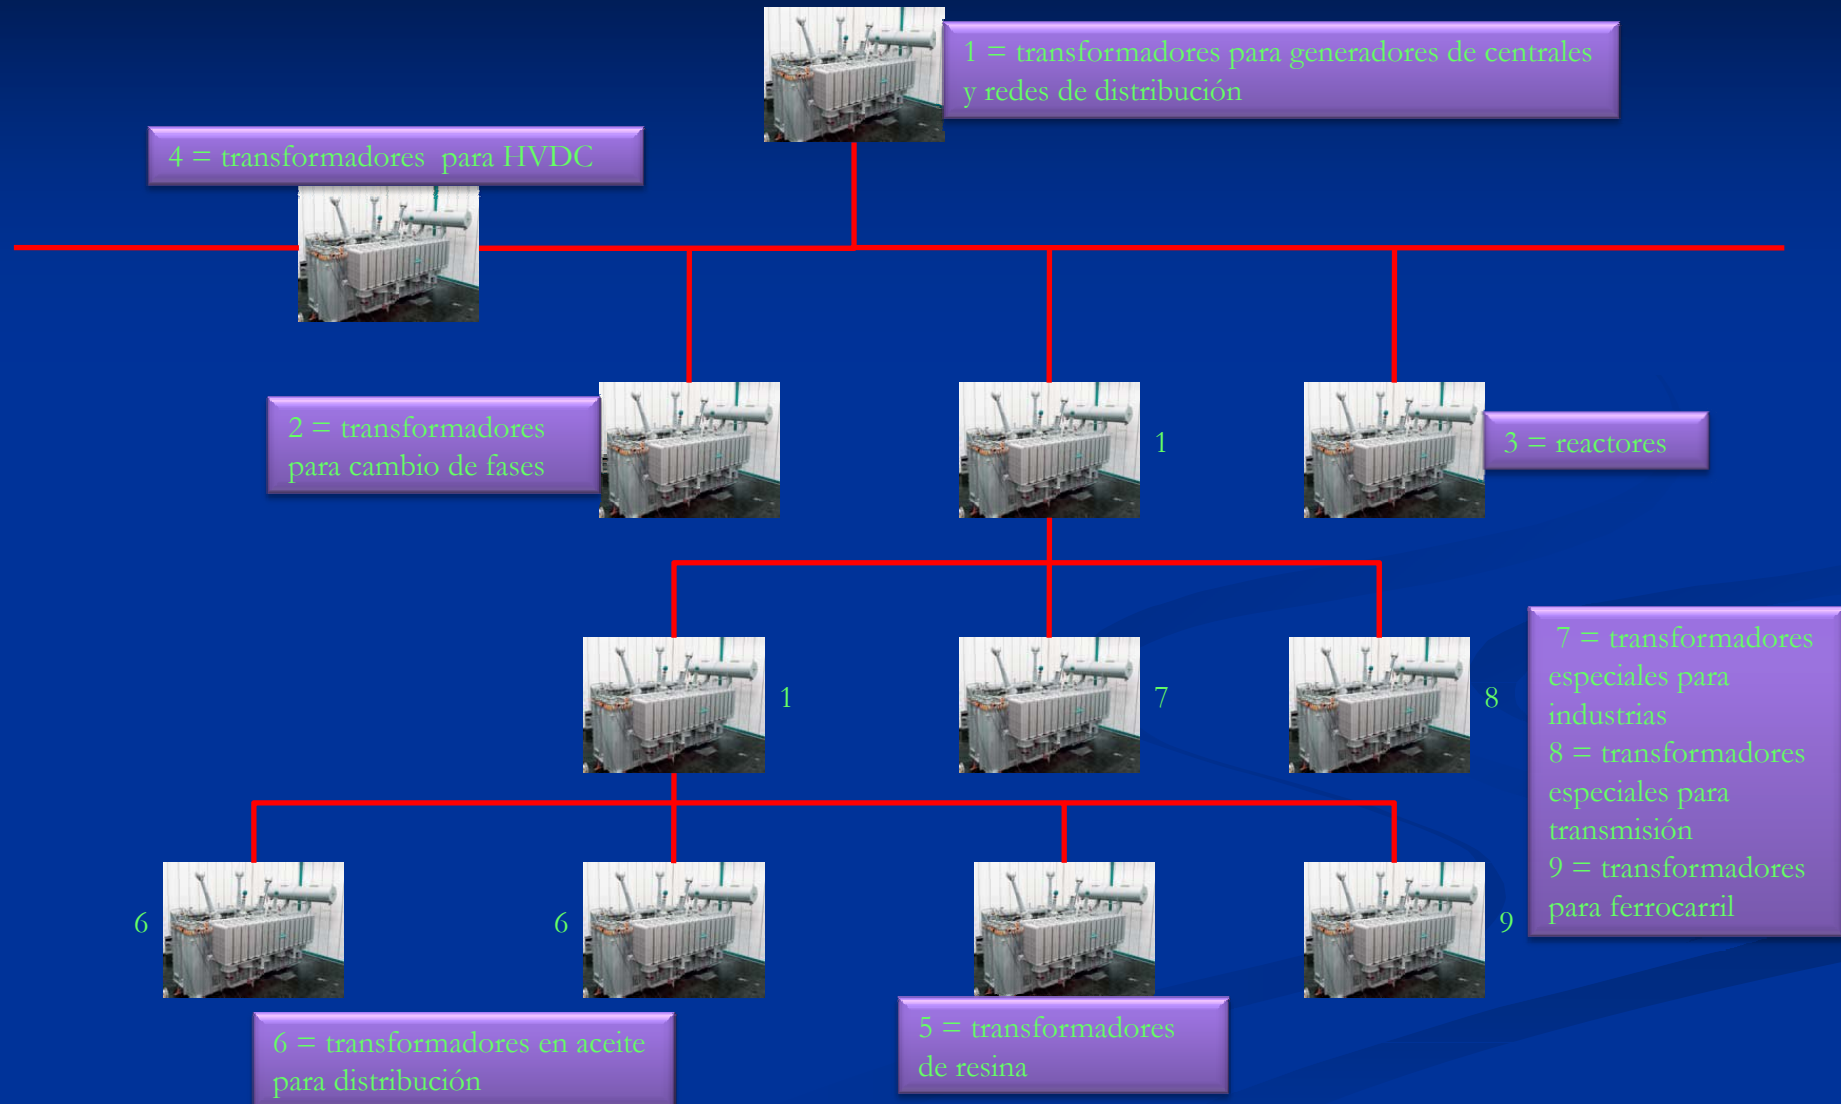 1 = transformadores para generadores de centrales
y redes de distribución
4 = transformadores  para HVDC
2 = transformadores
para cambio de fases
1
3 = reactores
1
7
8
7 = transformadores
especiales para
industrias
8 = transformadores
especiales para
transmisión
9 = transformadores
para ferrocarril
6
6
9
6 = transformadores en aceite
para distribución
5 = transformadores
de resina